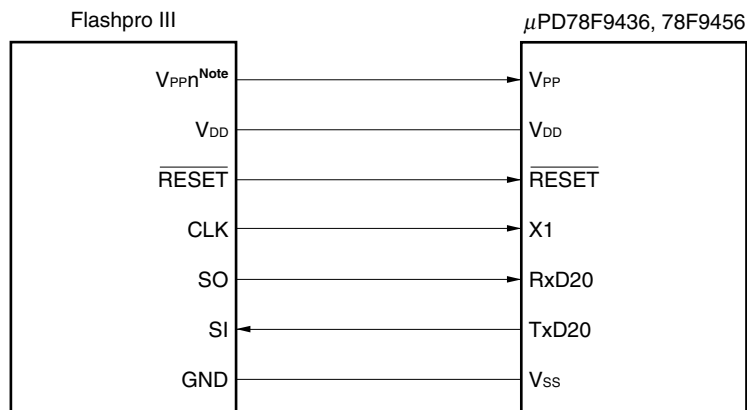 Flashpro III
μPD78F9436, 78F9456
VPPnNote
VPP
VDD
VDD
RESET
RESET
CLK
X1
SO
RxD20
SI
TxD20
GND
VSS